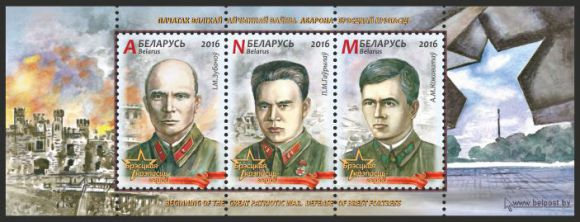 ПАЧАТАК ВЯЛІКАЙ АЙЧЫННАЙ ВАЙНЫ. АБАРОНА БРЭСЦКАЙ КРЭПАСЦІ
A БЕЛАРУСЬ 2016
Belarus
І.М.Зубачоў
Брэсцкая
крэпасць-
герой
N БЕЛАРУСЬ 2016
Belarus
П.М.Гаўрылаў
Брэсцкая
крэпасць-
герой
M БЕЛАРУСЬ 2016
Belarus
А.М.Кіжаватаў
Брэсцкая
крэпасць-
герой
BEGINNING OF THE GREAT PATRIOTIC WAR. DEFENSE OF BREST FORTRESS
www.belpost.by